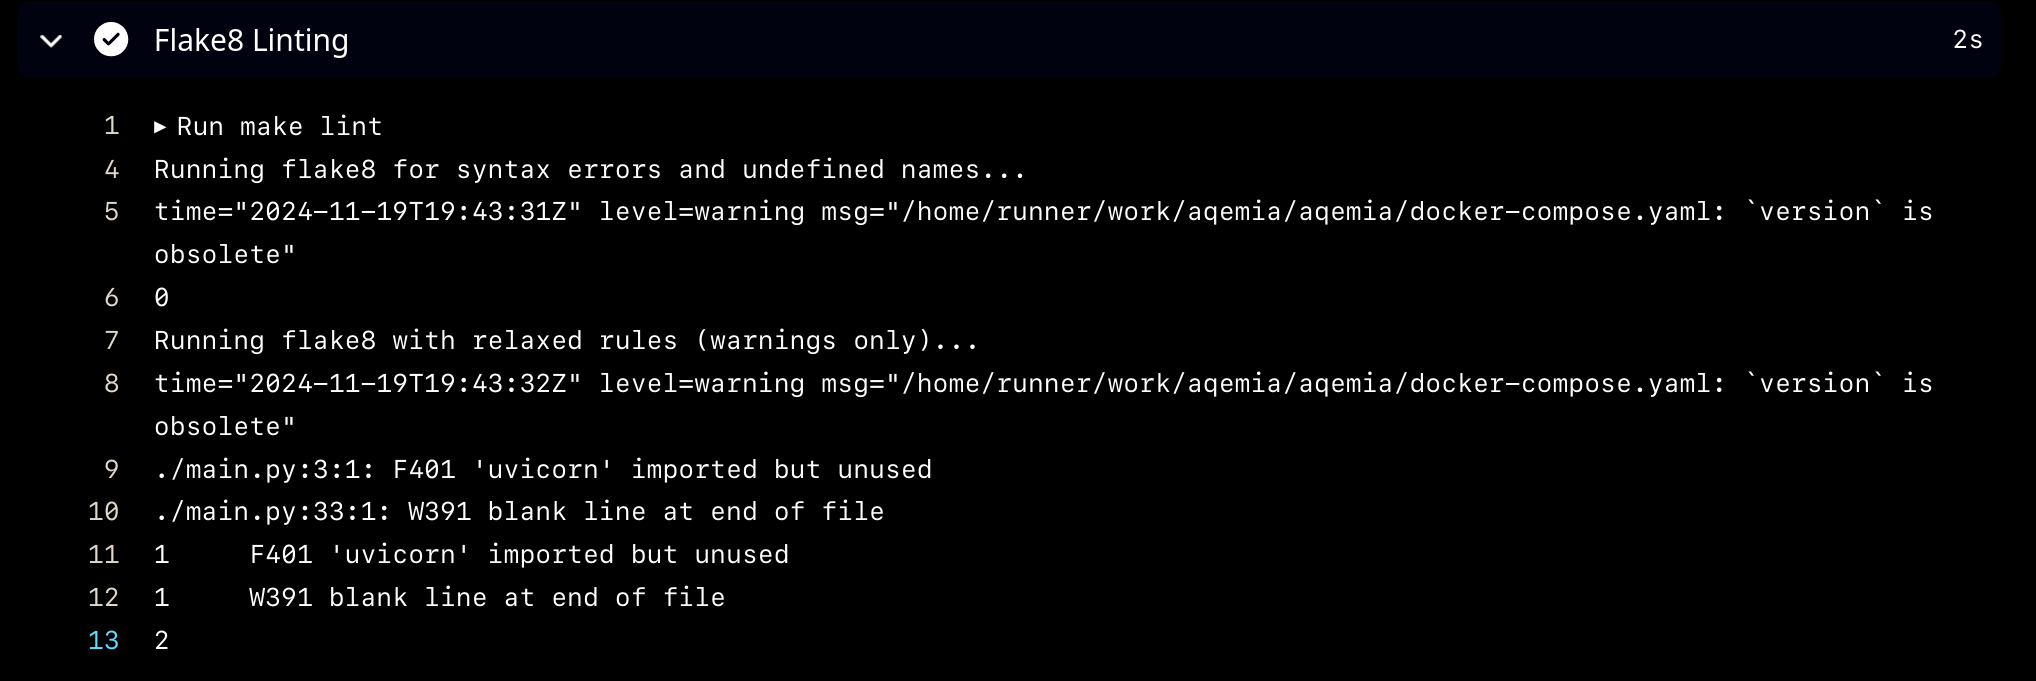 Flake8 Linting 2s
1 ▸ Run make lint
4 Running flake8 for syntax errors and undefined names...
5 time="2024-11-19T19:43:31Z" level=warning msg="/home/runner/work/aqemia/aqemia/docker-compose.yaml: `version` is
obsolete"
6 0
7 Running flake8 with relaxed rules (warnings only)...
8 time="2024-11-19T19:43:32Z" level=warning msg="/home/runner/work/aqemia/aqemia/docker-compose.yaml: `version` is
obsolete"
9 ./main.py:3:1: F401 'uvicorn' imported but unused
10 ./main.py:33:1: W391 blank line at end of file
11 1     F401 'uvicorn' imported but unused
12 1     W391 blank line at end of file
13 2